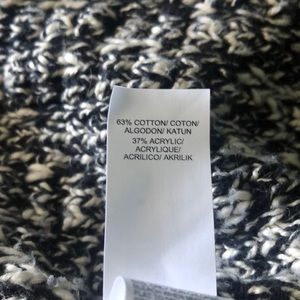 63% COTTON/ COTON/
ALGODON/ KATUN
37% ACRYLIC/
ACRYLIQUE/
ACRILICO/ AKRILIK